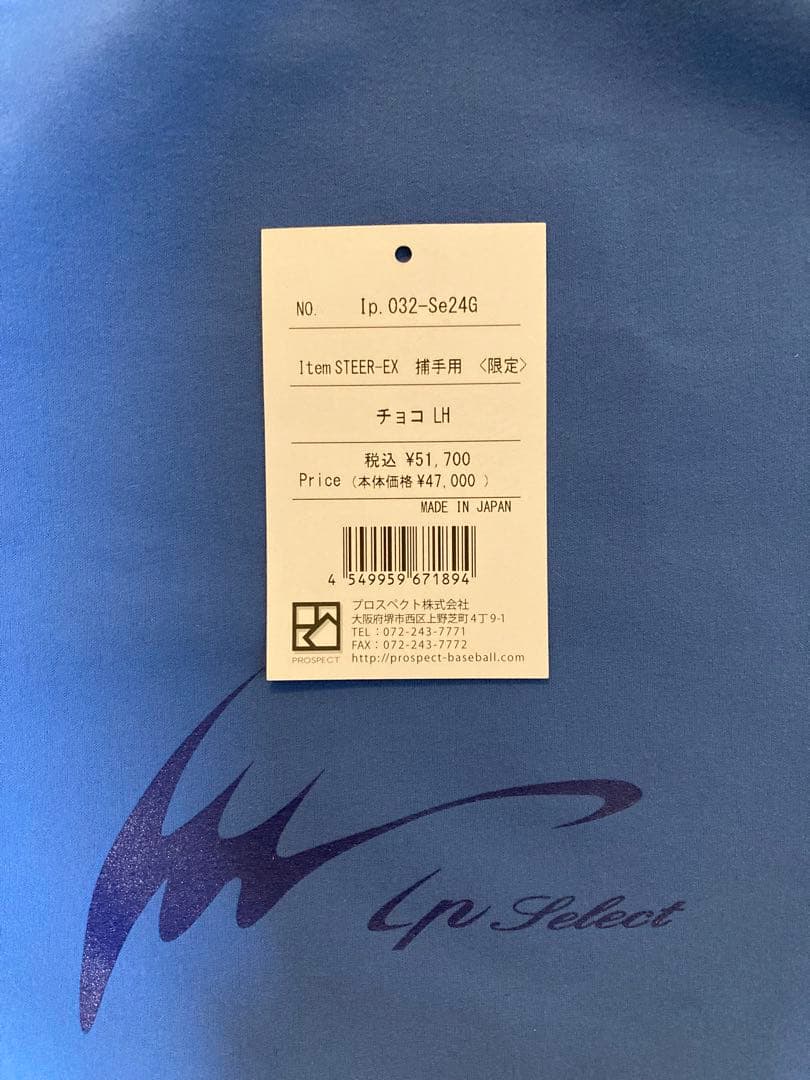 NO. Ip.032-Se24G
Item STEER-EX 捕手用 〈限定〉
チョコ LH
税込 ¥51,700
Price (本体価格 ¥47,000 )
MADE IN JAPAN
4 549959 671894
プロスペクト株式会社
大阪府堺市西区上野芝町4丁9-1
TEL：072-243-7771
FAX：072-243-7772
PROSPECT http://prospect-baseball.com
Ip Select